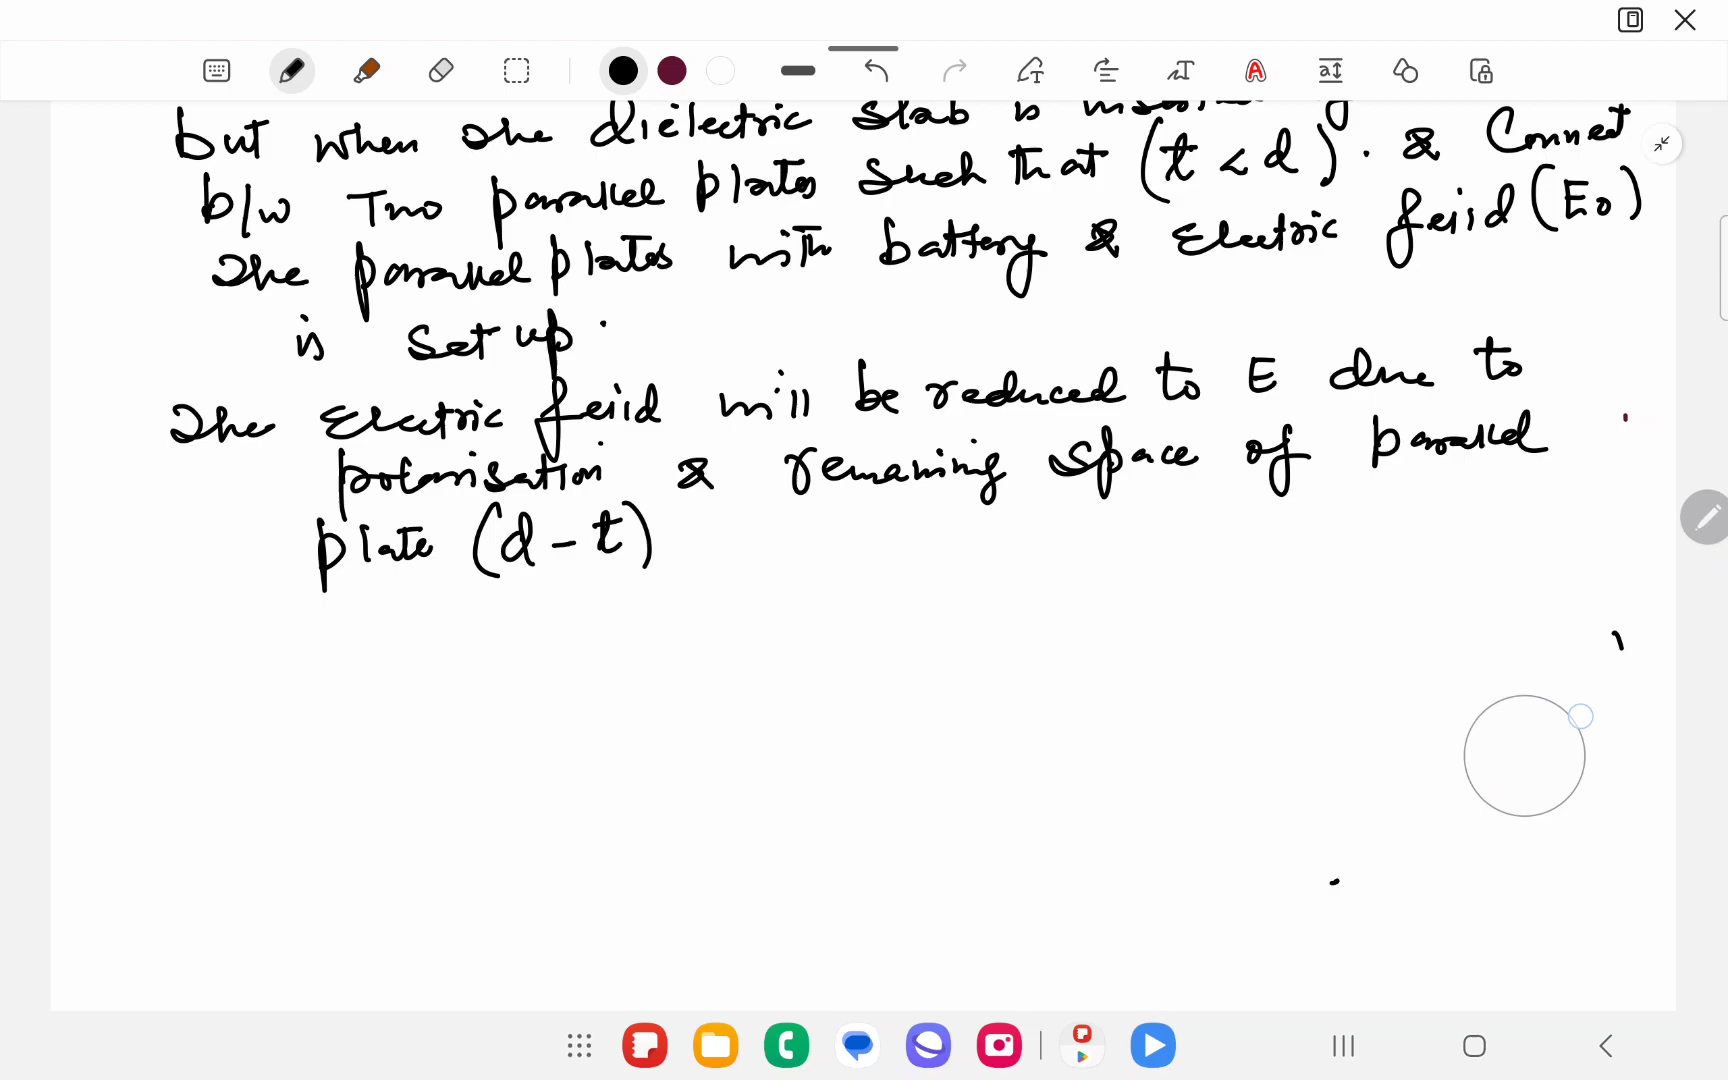 but when the dielectric slab is
b/w Two parallel plates such that (t < d). & Connect
The parallel plates with battery & Electric feild (E0)
is set up.
The Electric feild will be reduced to E due to
polarisation & remaining space of parallel
plate (d - t)